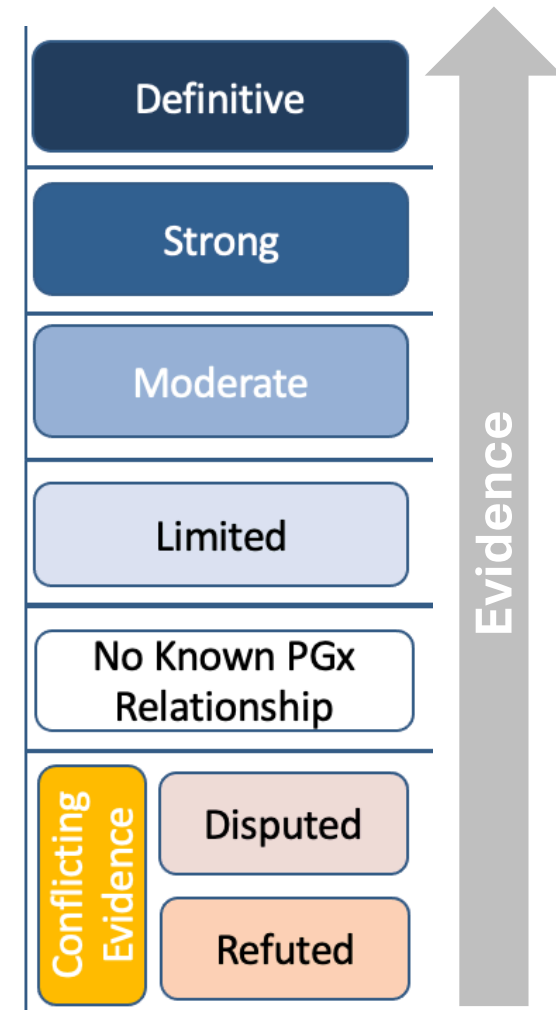 Definitive
Strong
Moderate
Limited
No Known PGx
Relationship
Conflicting
Evidence
Disputed
Refuted
Evidence